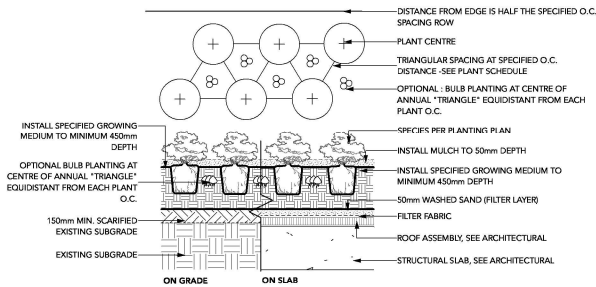 DISTANCE FROM EDGE IS HALF THE SPECIFIED O.C.
SPACING ROW
PLANT CENTRE
TRIANGULAR SPACING AT SPECIFIED O.C.
DISTANCE -SEE PLANT SCHEDULE
OPTIONAL : BULB PLANTING AT CENTRE OF
ANNUAL "TRIANGLE" EQUIDISTANT FROM EACH
PLANT O.C.
SPECIES PER PLANTING PLAN
INSTALL MULCH TO 50mm DEPTH
INSTALL SPECIFIED GROWING MEDIUM TO
MINIMUM 450mm DEPTH
50mm WASHED SAND (FILTER LAYER)
FILTER FABRIC
ROOF ASSEMBLY, SEE ARCHITECTURAL
STRUCTURAL SLAB, SEE ARCHITECTURAL
INSTALL SPECIFIED GROWING
MEDIUM TO MINIMUM 450mm
DEPTH
OPTIONAL BULB PLANTING AT
CENTRE OF ANNUAL "TRIANGLE"
EQUIDISTANT FROM EACH PLANT
O.C.
150mm MIN. SCARIFIED
EXISTING SUBGRADE
EXISTING SUBGRADE
ON GRADE
ON SLAB